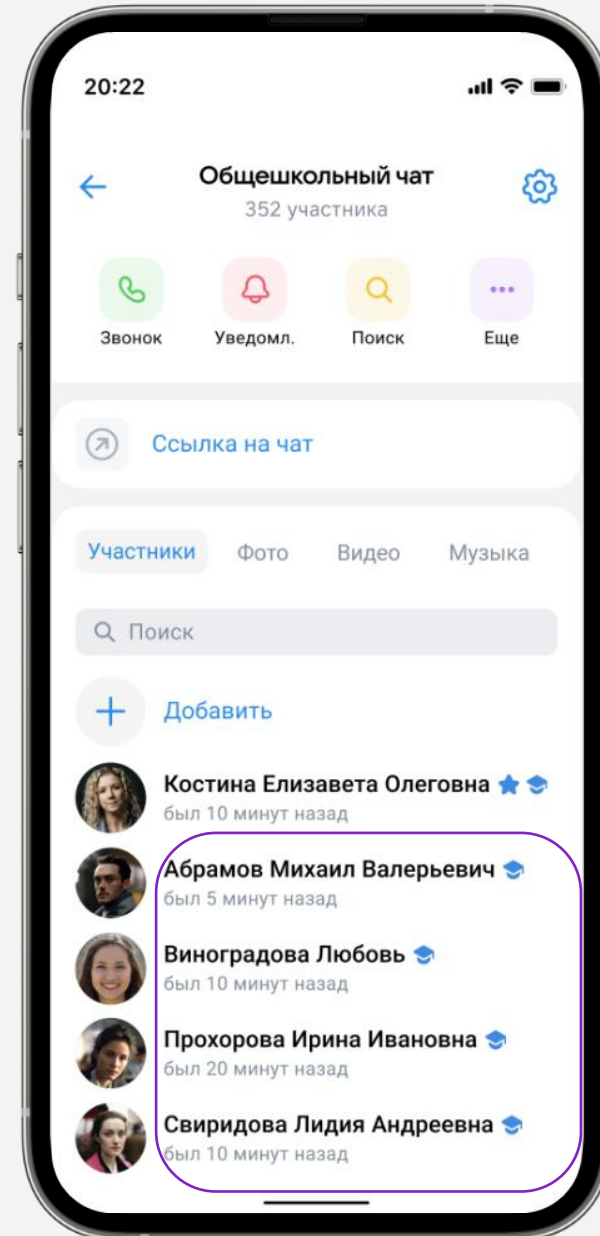 20:22
Общешкольный чат
352 участника
Звонок Уведомл. Поиск Еще
Ссылка на чат
Участники Фото Видео Музыка
Поиск
Добавить
Костина Елизавета Олеговна
был 10 минут назад
Абрамов Михаил Валерьевич
был 5 минут назад
Виноградова Любовь
был 10 минут назад
Прохорова Ирина Ивановна
был 20 минут назад
Свиридова Лидия Андреевна
был 10 минут назад